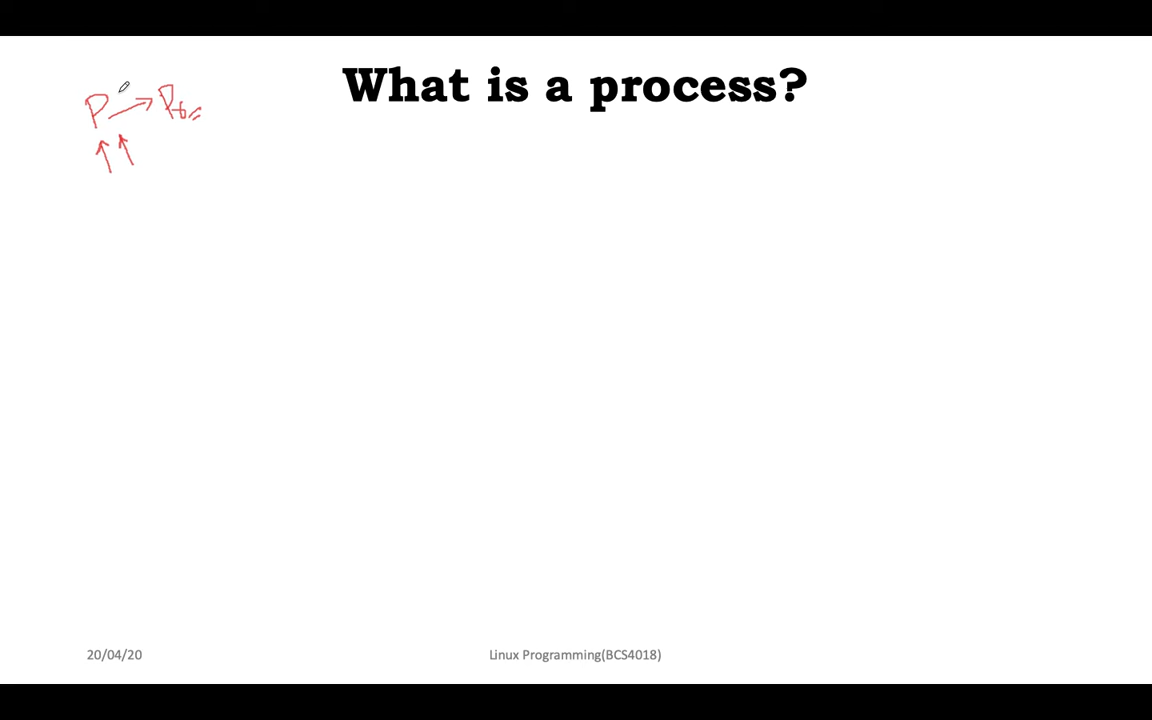 What is a process?
P → P
20/04/20
Linux Programming(BCS4018)